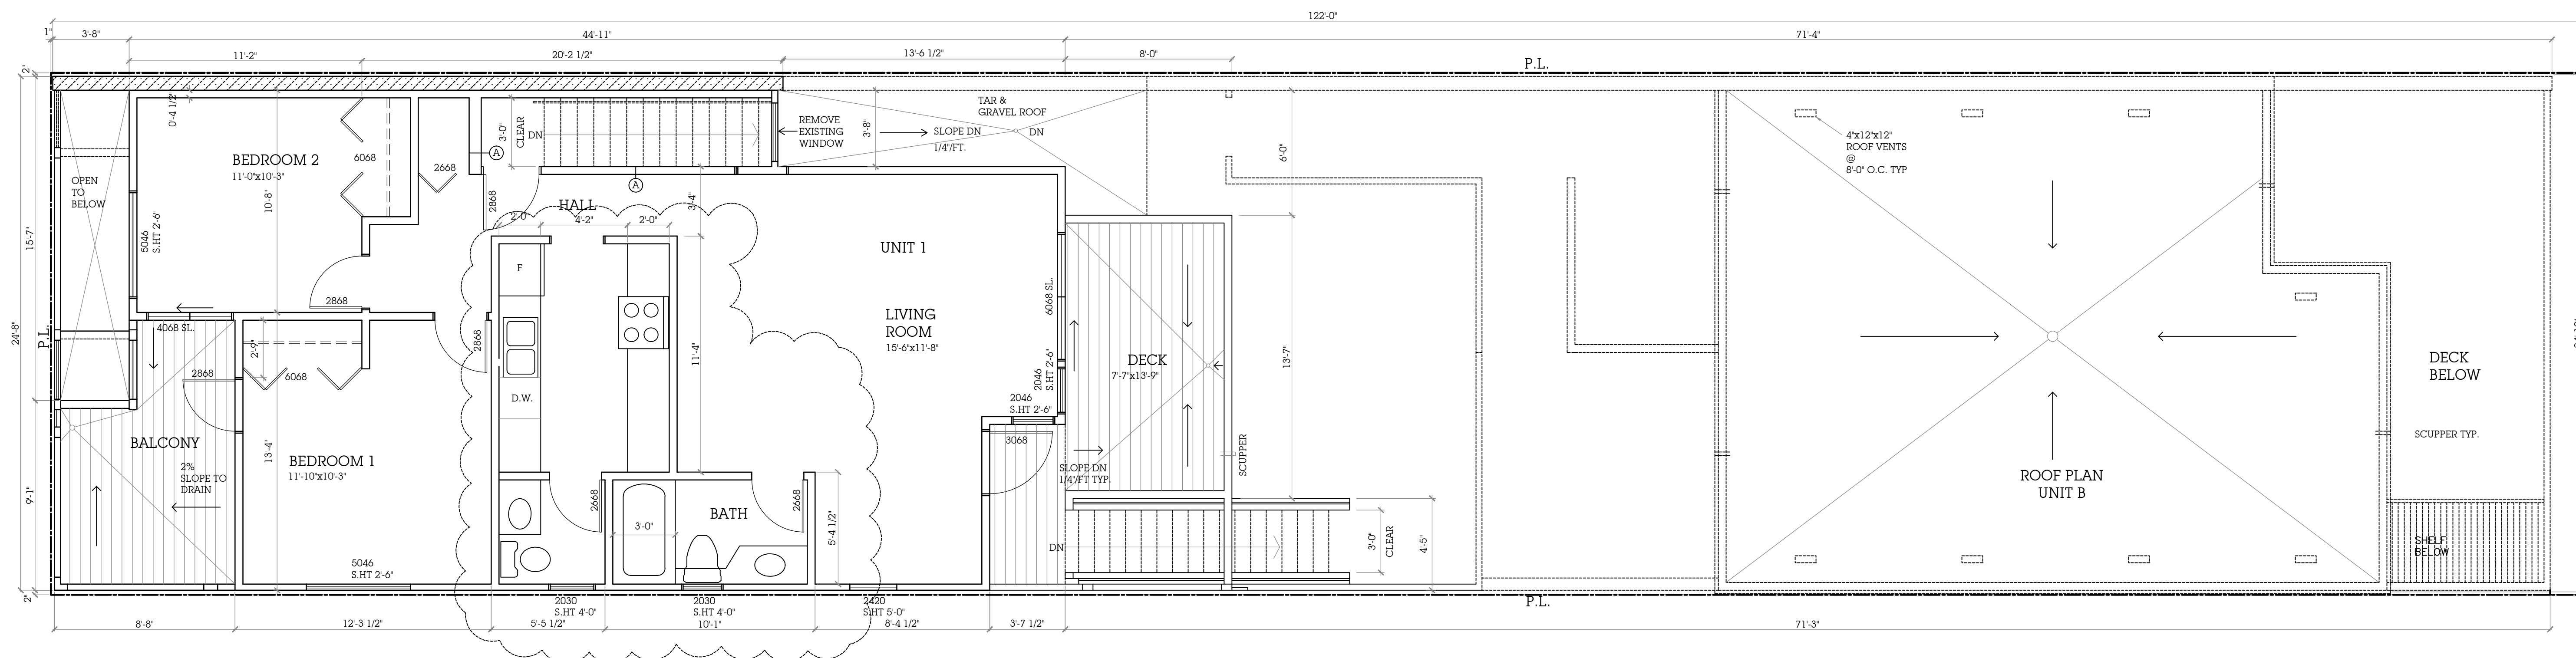 122'-0"
1"
3'-8"
44'-11"
71'-4"
11'-2"
20'-2 1/2"
13'-6 1/2"
8'-0"
2"
P.L.
0'-4 1/2"
3'-0"
CLEAR
DN
REMOVE
EXISTING
WINDOW
3'-8"
SLOPE DN
1/4"/FT.
TAR &
GRAVEL ROOF
DN
6'-0"
4"x12"x12"
ROOF VENTS
@
8'-0" O.C. TYP
BEDROOM 2
11'-0"x10'-3"
6068
2668
A
A
OPEN
TO
BELOW
10'-8"
2868
HALL
3'-4"
2'-0"
4'-2"
2'-0"
5046
S.HT 2'-6"
15'-7"
24'-8"
P.L.
UNIT 1
F
2868
4068 SL.
2'-9"
2868
6068
2868
D.W.
11'-4"
LIVING
ROOM
15'-6"x11'-8"
6068 SL.
2046
S.HT 2'-6"
2046
S.HT 2'-6"
3068
DECK
7'-7"x13'-9"
13'-7"
DECK
BELOW
SCUPPER TYP.
BALCONY
2%
SLOPE TO
DRAIN
13'-4"
BEDROOM 1
11'-10"x10'-3"
SLOPE DN
1/4"/FT TYP.
SCUPPER
ROOF PLAN
UNIT B
9'-1"
2668
3'-0"
BATH
2668
5'-4 1/2"
DN
3'-0"
CLEAR
4'-5"
SHELF
BELOW
5046
S.HT 2'-6"
2"
2030
S.HT 4'-0"
2030
S.HT 4'-0"
2420
S.HT 5'-0"
P.L.
8'-8"
12'-3 1/2"
5'-5 1/2"
10'-1"
8'-4 1/2"
3'-7 1/2"
71'-3"